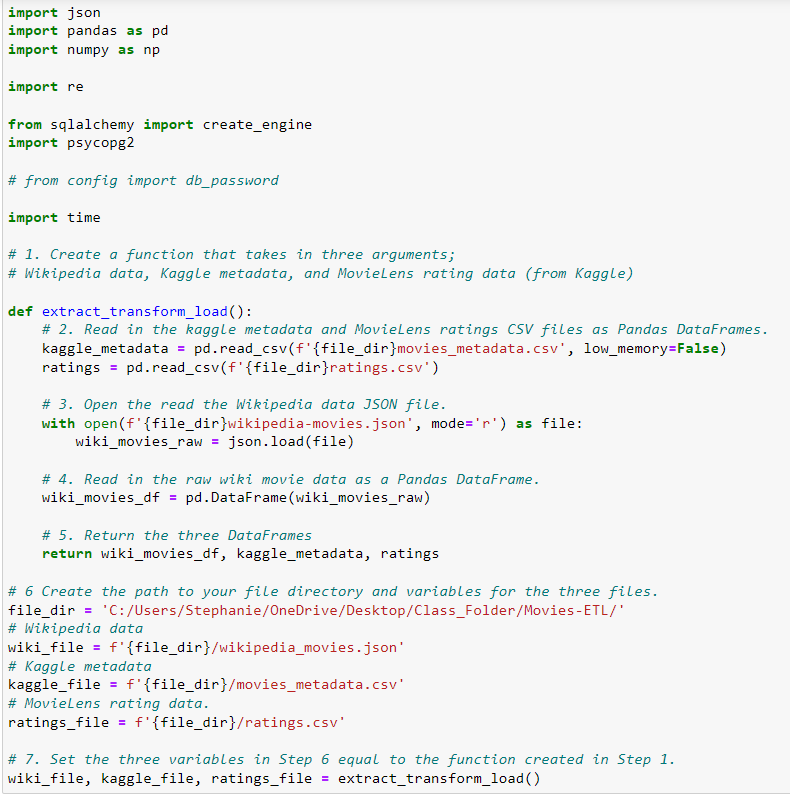 import json
import pandas as pd
import numpy as np
import re
from sqlalchemy import create_engine
import psycopg2
# from config import db_password
import time
# 1. Create a function that takes in three arguments;
# Wikipedia data, Kaggle metadata, and MovieLens rating data (from Kaggle)
def extract_transform_load():
    # 2. Read in the kaggle metadata and MovieLens ratings CSV files as Pandas DataFrames.
    kaggle_metadata = pd.read_csv(f'{file_dir}movies_metadata.csv', low_memory=False)
    ratings = pd.read_csv(f'{file_dir}ratings.csv')
    # 3. Open the read the Wikipedia data JSON file.
    with open(f'{file_dir}wikipedia-movies.json', mode='r') as file:
        wiki_movies_raw = json.load(file)
    # 4. Read in the raw wiki movie data as a Pandas DataFrame.
    wiki_movies_df = pd.DataFrame(wiki_movies_raw)
    # 5. Return the three DataFrames
    return wiki_movies_df, kaggle_metadata, ratings
# 6 Create the path to your file directory and variables for the three files.
file_dir = 'C:/Users/Stephanie/OneDrive/Desktop/Class_Folder/Movies-ETL/'
# Wikipedia data
wiki_file = f'{file_dir}/wikipedia_movies.json'
# Kaggle metadata
kaggle_file = f'{file_dir}/movies_metadata.csv'
# MovieLens rating data.
ratings_file = f'{file_dir}/ratings.csv'
# 7. Set the three variables in Step 6 equal to the function created in Step 1.
wiki_file, kaggle_file, ratings_file = extract_transform_load()